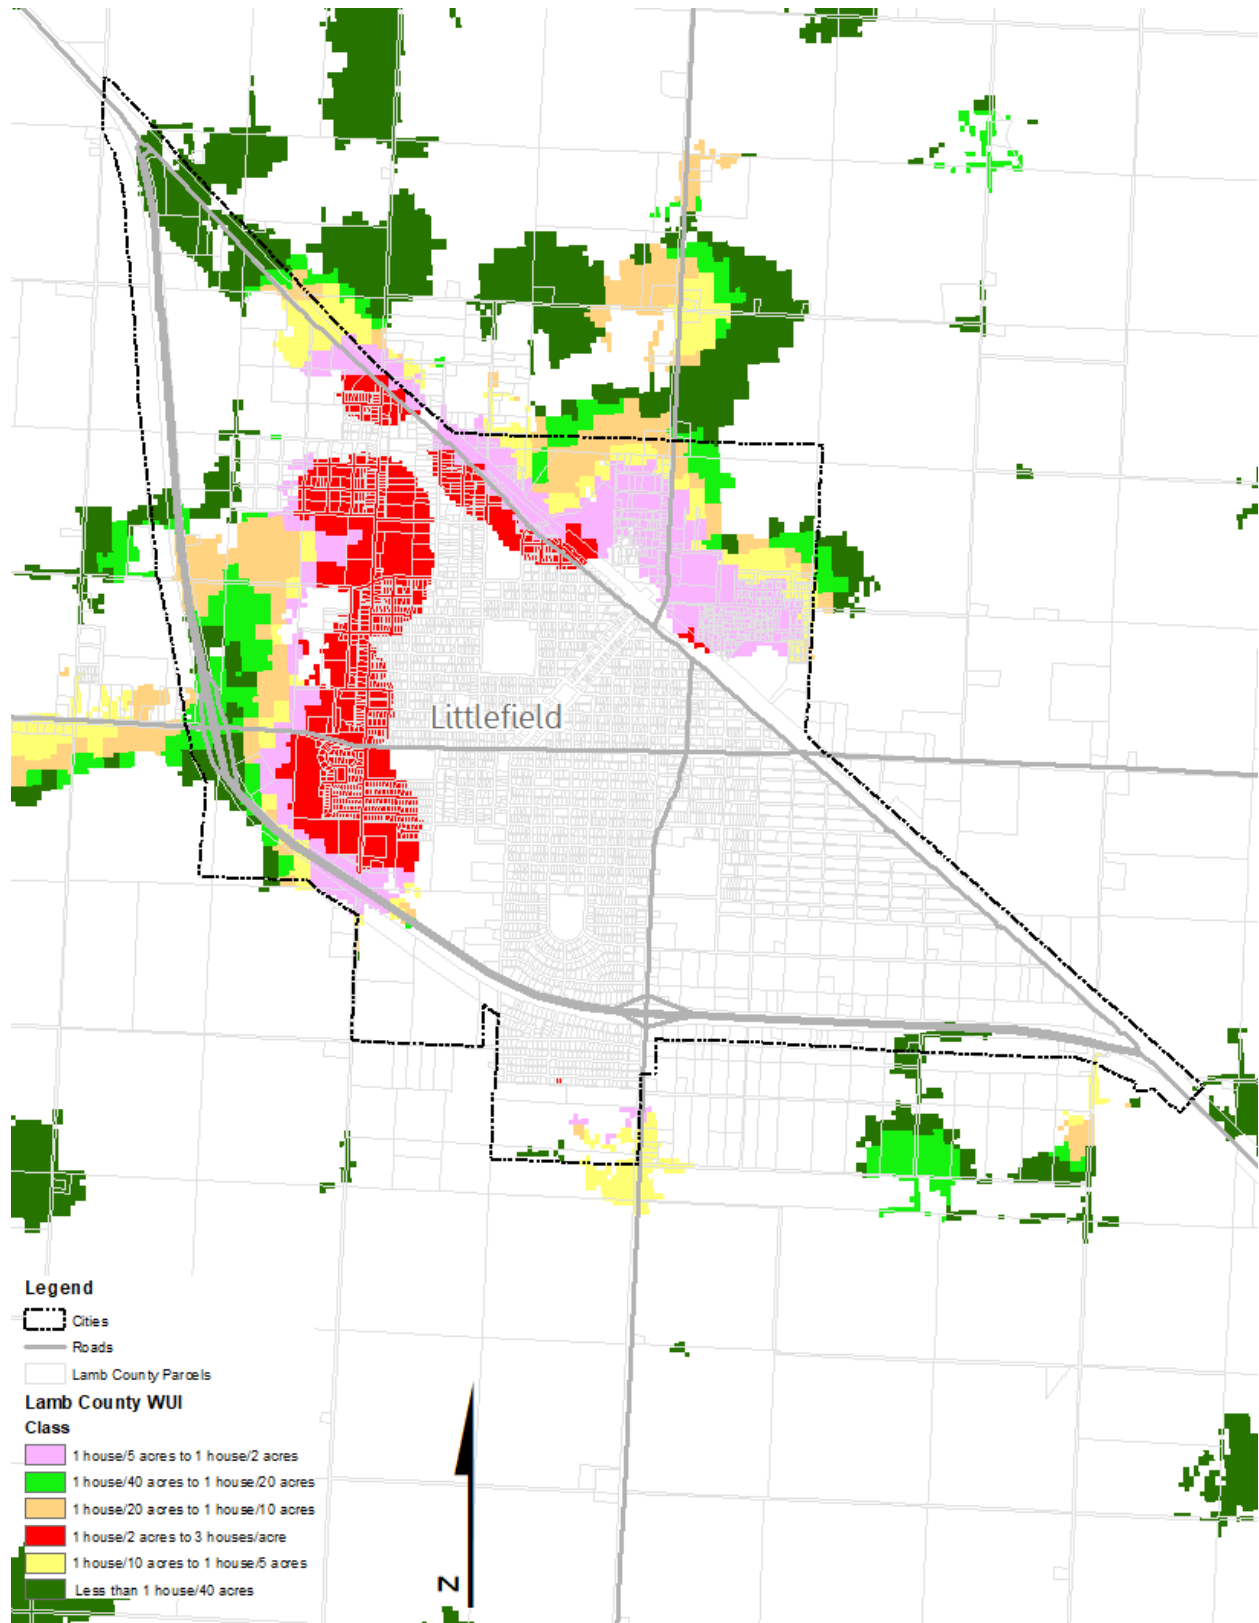 Littlefield
Legend
Cities
Roads
Lamb County Parcels
Lamb County WUI
Class
1 house/5 acres to 1 house/2 acres
1 house/40 acres to 1 house/20 acres
1 house/20 acres to 1 house/10 acres
1 house/2 acres to 3 houses/acre
1 house/10 acres to 1 house/5 acres
Less than 1 house/40 acres
N